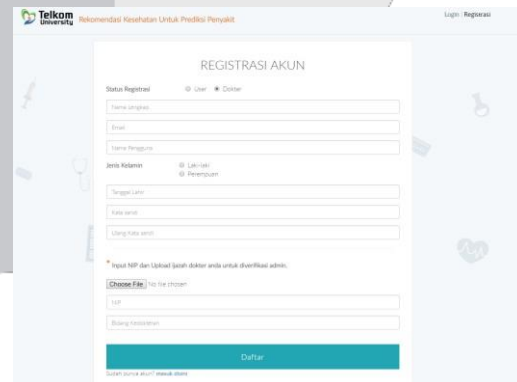 Telkom University
Rekomendasi Kesehatan Untuk Prediksi Penyakit
Login | Registrasi
REGISTRASI AKUN
Status Registrasi User Dokter
Nama Lengkap
Email
Nama Pengguna
Jenis Kelamin Laki-laki
Perempuan
Tanggal Lahir
Kata sandi
Ulang Kata sandi
* Input NIP dan Upload Ijazah dokter anda untuk diverifikasi admin.
Choose File No file chosen
NIP
Bidang Kedokteran
Daftar
Sudah punya akun? masuk disini